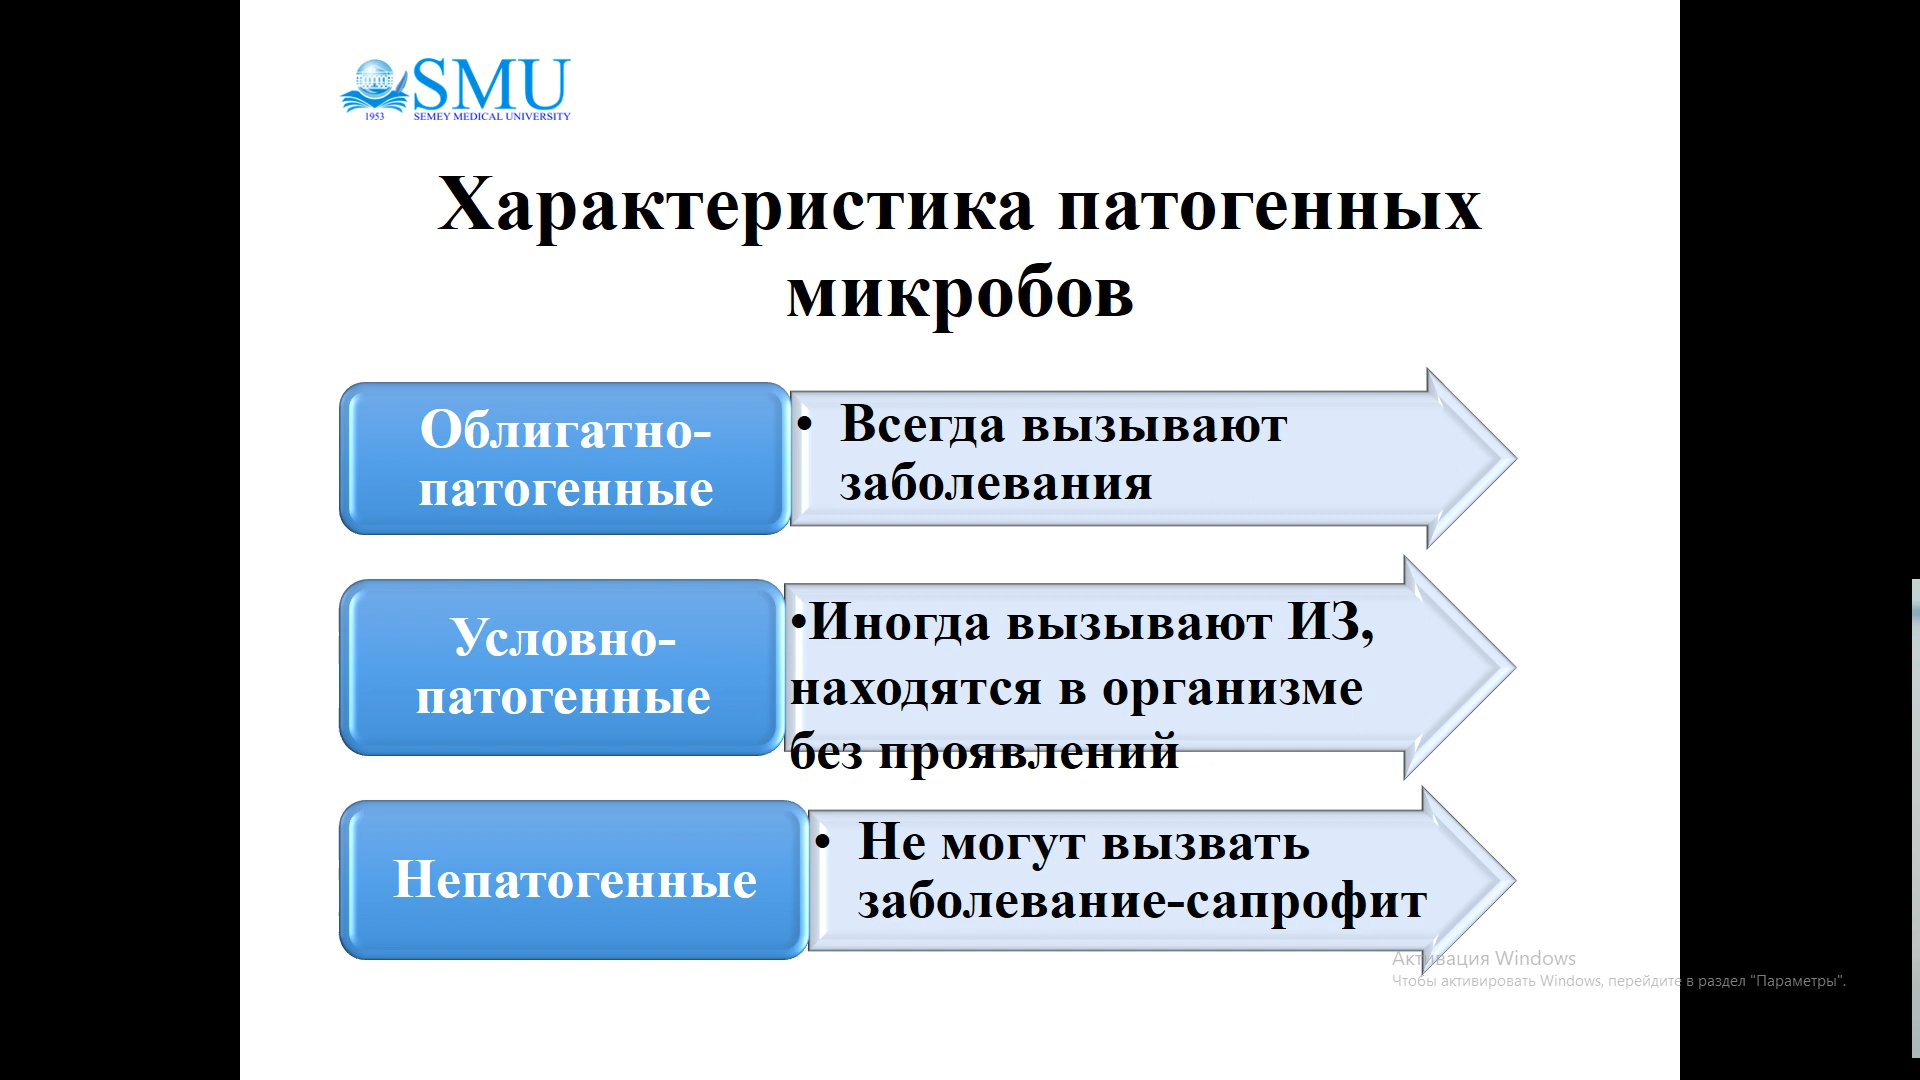 SMU
1953
SEMEY MEDICAL UNIVERSITY
Характеристика патогенных
микробов
Облигатно-
патогенные
• Всегда вызывают
заболевания
Условно-
патогенные
•Иногда вызывают ИЗ,
находятся в организме
без проявлений
Непатогенные
• Не могут вызвать
заболевание-сапрофит
Активация Windows
Чтобы активировать Windows, перейдите в раздел "Параметры".